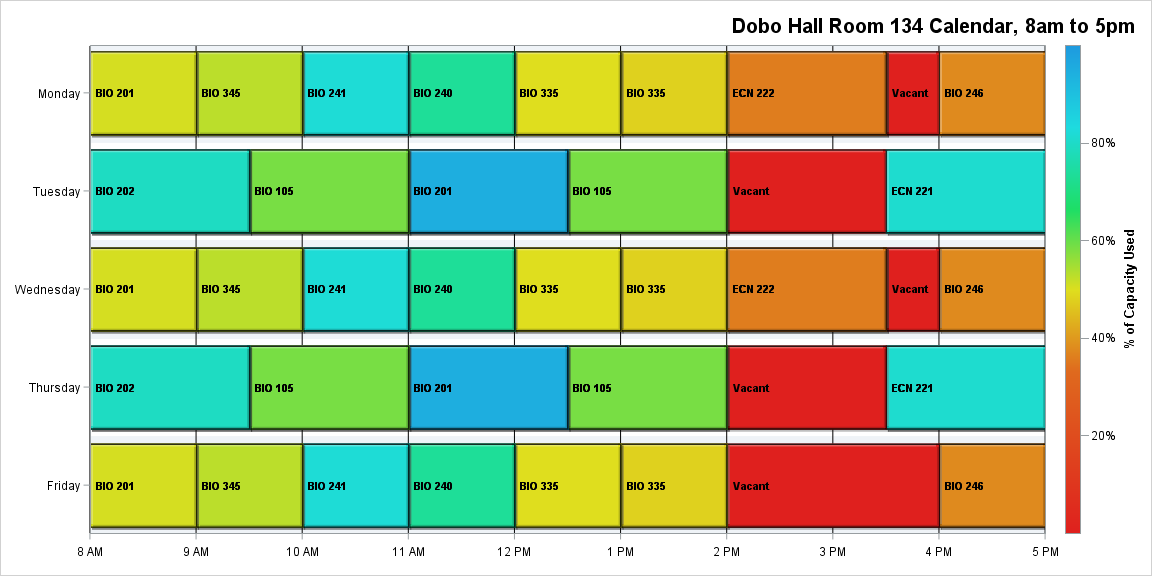 Dobo Hall Room 134 Calendar, 8am to 5pm
Monday BIO 201 BIO 345 BIO 241 BIO 240 BIO 335 BIO 335 ECN 222 Vacant BIO 246
Tuesday BIO 202 BIO 105 BIO 201 BIO 105 Vacant ECN 221
Wednesday BIO 201 BIO 345 BIO 241 BIO 240 BIO 335 BIO 335 ECN 222 Vacant BIO 246
Thursday BIO 202 BIO 105 BIO 201 BIO 105 Vacant ECN 221
Friday BIO 201 BIO 345 BIO 241 BIO 240 BIO 335 BIO 335 Vacant BIO 246
8 AM 9 AM 10 AM 11 AM 12 PM 1 PM 2 PM 3 PM 4 PM 5 PM
80%
60%
40%
20%
% of Capacity Used